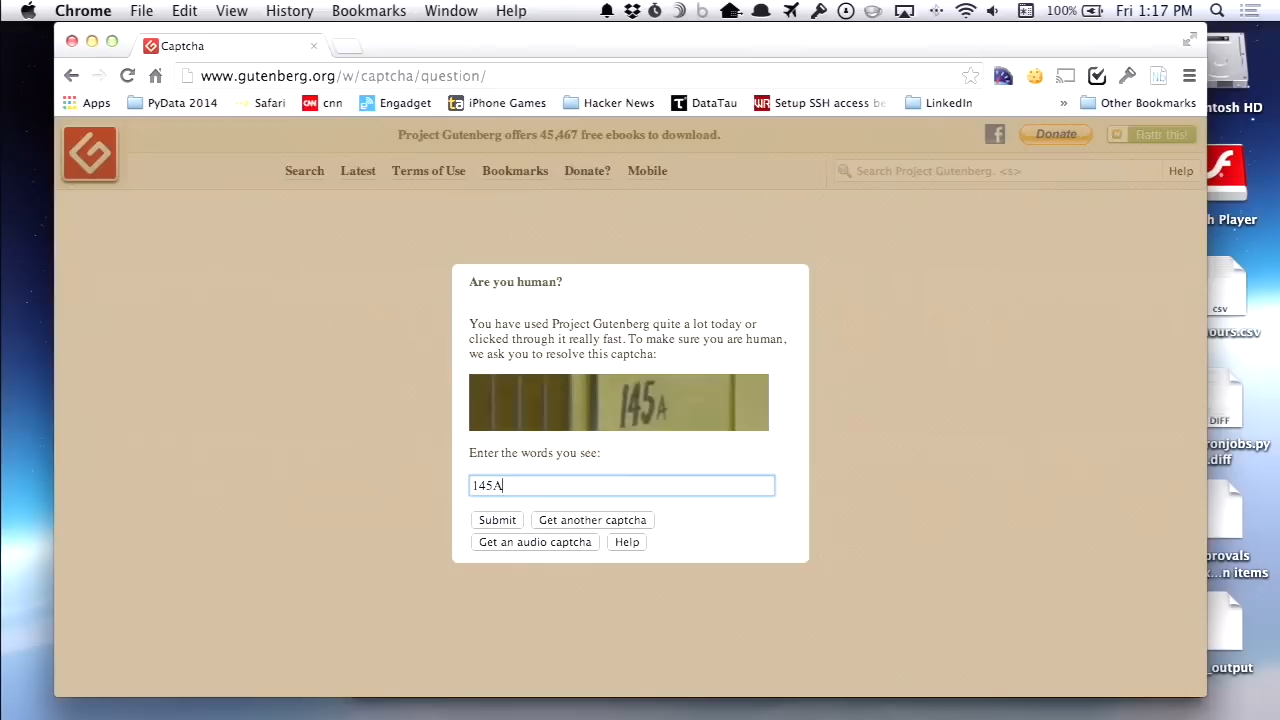 Chrome File Edit View History Bookmarks Window Help 100% Fri 1:17 PM
Captcha
www.gutenberg.org/w/captcha/question/
Apps PyData 2014 Safari cnn Engadget iPhone Games Hacker News DataTau Setup SSH access be LinkedIn » Other Bookmarks
Project Gutenberg offers 45,467 free ebooks to download. Donate Flattr this!
Search Latest Terms of Use Bookmarks Donate? Mobile Search Project Gutenberg. <s> Help
Are you human?
You have used Project Gutenberg quite a lot today or
clicked through it really fast. To make sure you are human,
we ask you to resolve this captcha:
145A
Enter the words you see:
145A
Submit Get another captcha
Get an audio captcha Help
ntosh HD
h Player
csv
ours.csv
DIFF
ronjobs.py
.diff
provals
x...n items
_output